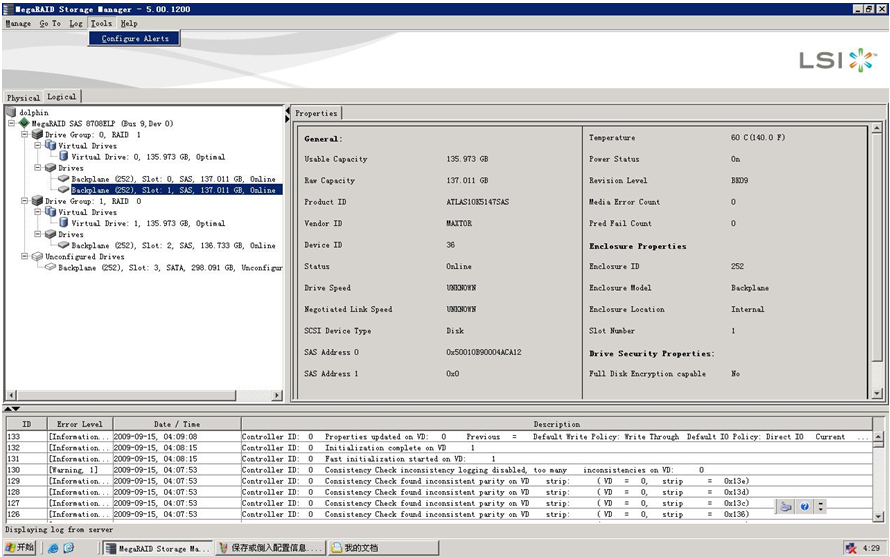 MegaRAID Storage Manager - 5.00.1200
Manage Go To Log Tools Help
Configure Alerts
LSI
Physical Logical
dolphin
MegaRAID SAS 8708ELP (Bus 9,Dev 0)
Drive Group: 0, RAID 1
Virtual Drives
Virtual Drive: 0, 135.973 GB, Optimal
Drives
Backplane (252), Slot: 0, SAS, 137.011 GB, Online
Backplane (252), Slot: 1, SAS, 137.011 GB, Online
Drive Group: 1, RAID 0
Virtual Drives
Virtual Drive: 1, 135.973 GB, Optimal
Drives
Backplane (252), Slot: 2, SAS, 136.733 GB, Online
Unconfigured Drives
Backplane (252), Slot: 3, SATA, 298.091 GB, Unconfigur
Properties
General:
Usable Capacity 135.973 GB
Raw Capacity 137.011 GB
Product ID ATLAS10K5147SAS
Vendor ID MAXTOR
Device ID 36
Status Online
Drive Speed UNKNOWN
Negotiated Link Speed UNKNOWN
SCSI Device Type Disk
SAS Address 0 0x50010B90004ACA12
SAS Address 1 0x0
Temperature 60 C(140.0 F)
Power Status On
Revision Level BK09
Media Error Count 0
Pred Fail Count 0
Enclosure Properties
Enclosure ID 252
Enclosure Model Backplane
Enclosure Location Internal
Slot Number 1
Drive Security Properties:
Full Disk Encryption capable No
ID Error Level Date / Time Description
133 [Information... 2009-09-15, 04:09:08 Controller ID: 0 Properties updated on VD: 0 Previous = Default Write Policy: Write Through Default IO Policy: Direct IO Current ...
132 [Information... 2009-09-15, 04:08:15 Controller ID: 0 Initialization complete on VD 1
131 [Information... 2009-09-15, 04:08:15 Controller ID: 0 Fast initialization started on VD: 1
130 [Warning, 1] 2009-09-15, 04:07:53 Controller ID: 0 Consistency Check inconsistency logging disabled, too many inconsistencies on VD: 0
129 [Information... 2009-09-15, 04:07:53 Controller ID: 0 Consistency Check found inconsistent parity on VD strip: ( VD = 0, strip = 0x13e)
128 [Information... 2009-09-15, 04:07:53 Controller ID: 0 Consistency Check found inconsistent parity on VD strip: ( VD = 0, strip = 0x13d)
127 [Information... 2009-09-15, 04:07:53 Controller ID: 0 Consistency Check found inconsistent parity on VD strip: ( VD = 0, strip = 0x13c)
126 [Information... 2009-09-15, 04:07:53 Controller ID: 0 Consistency Check found inconsistent parity on VD strip: ( VD = 0, strip = 0x136)
Displaying log from server
开始 MegaRAID Storage Ma... 保存或倒入配置信息.... 我的文档 4:29